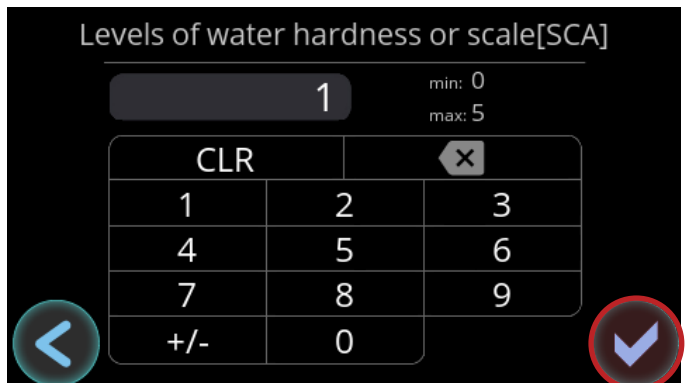 Levels of water hardness or scale[SCA]
1
min: 0
max: 5
CLR
1 2 3
4 5 6
7 8 9
+/- 0